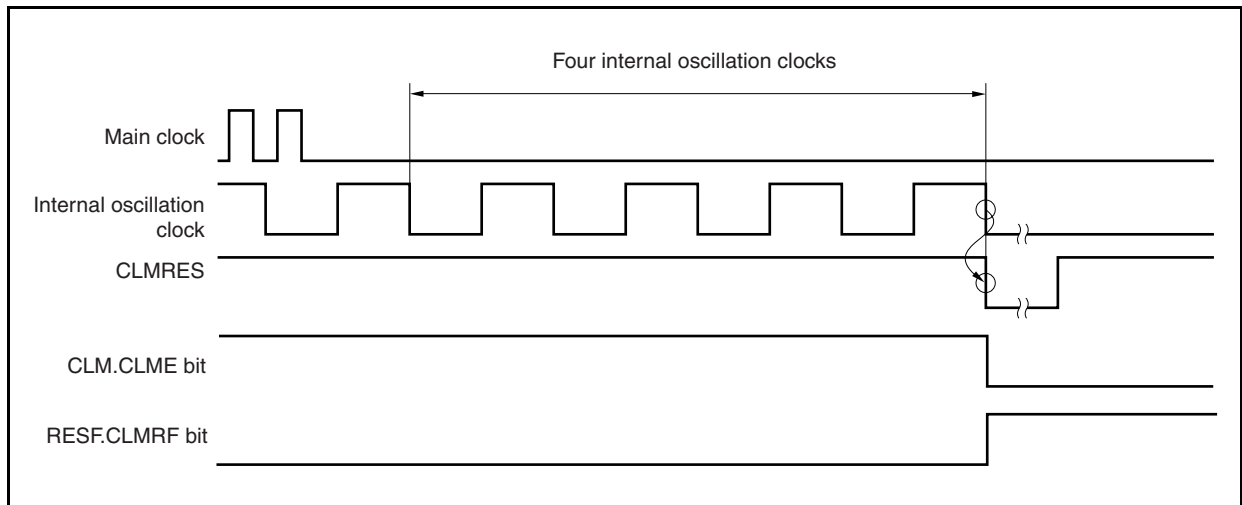 Four internal oscillation clocks
Main clock
Internal oscillation
clock
CLMRES
CLM.CLME bit
RESF.CLMRF bit